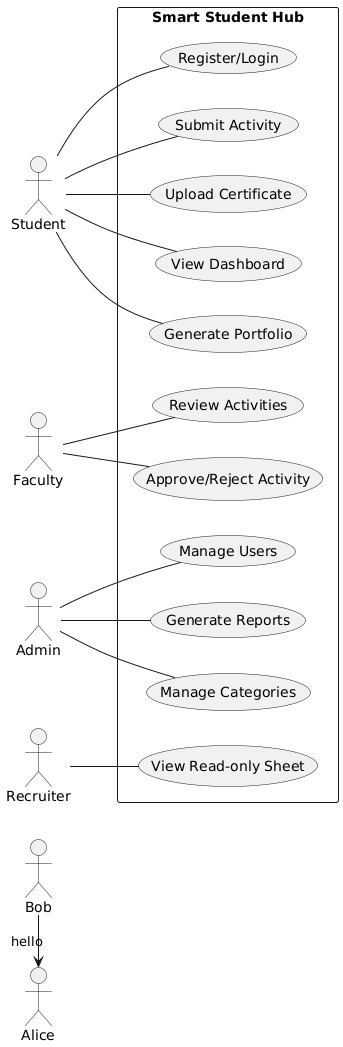 Smart Student Hub
Register/Login
Submit Activity
Student
Upload Certificate
View Dashboard
Generate Portfolio
Review Activities
Faculty
Approve/Reject Activity
Manage Users
Admin
Generate Reports
Manage Categories
Recruiter
View Read-only Sheet
Bob
hello
Alice